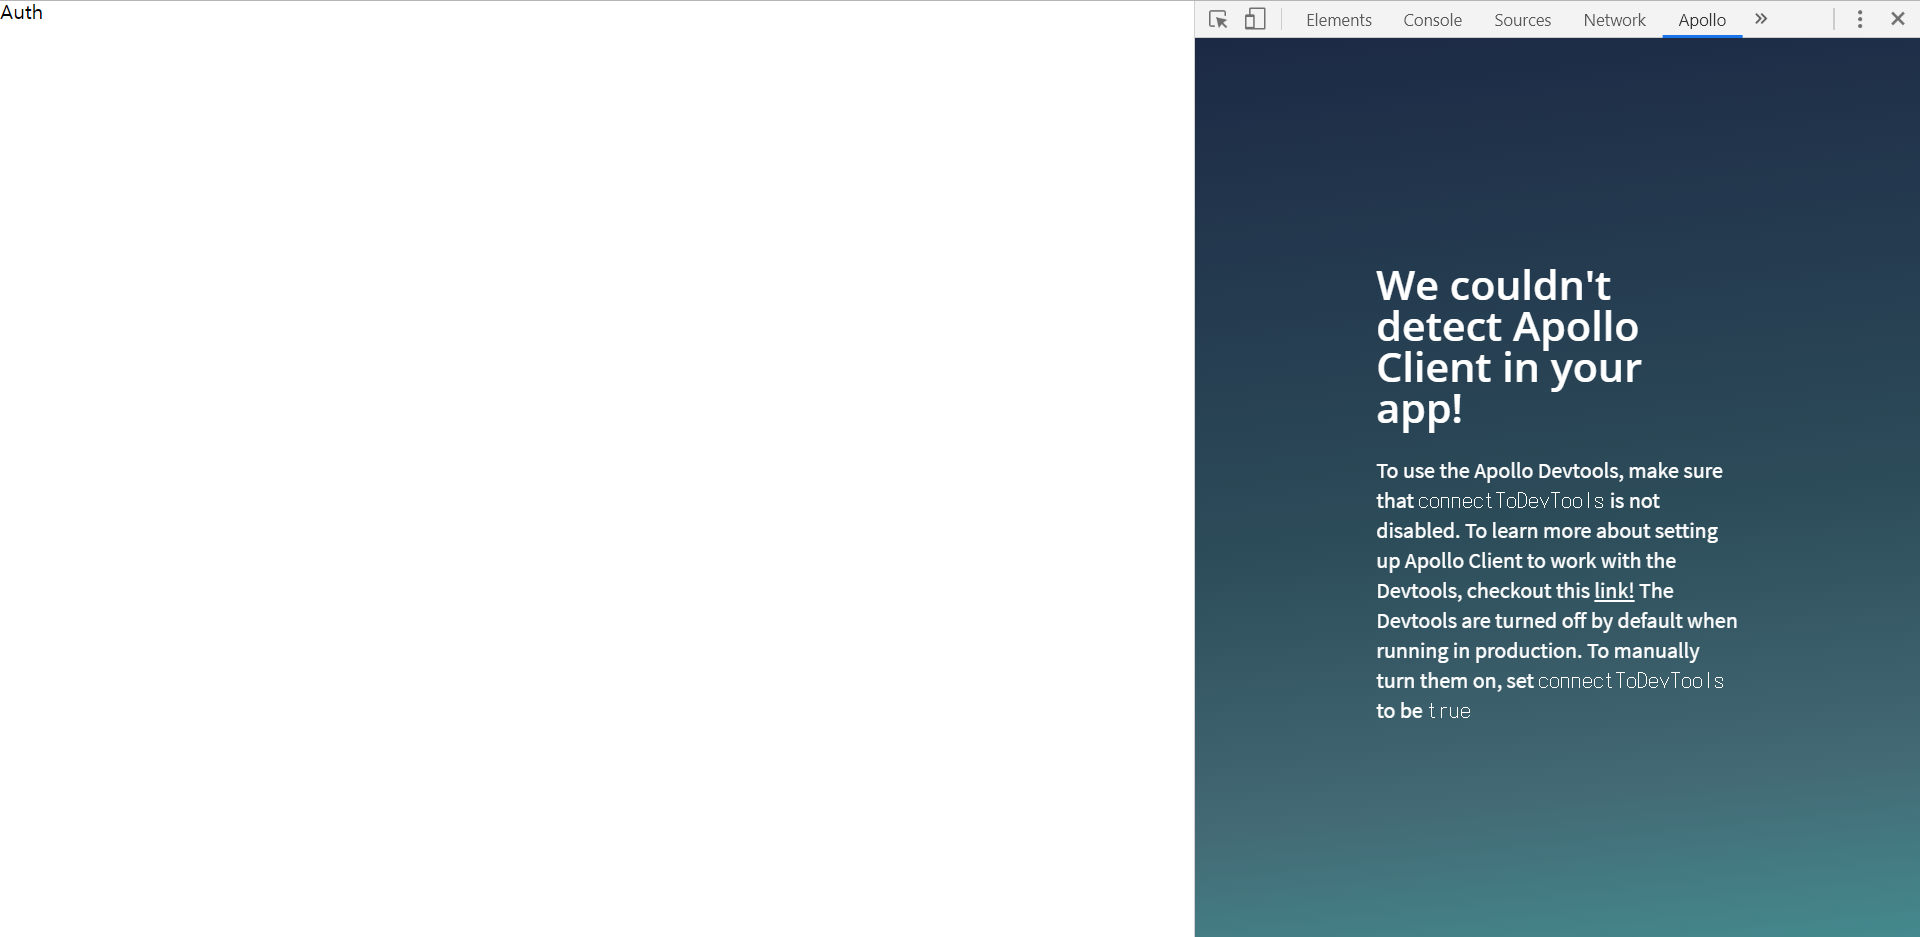 Auth
Elements Console Sources Network Apollo »
We couldn't
detect Apollo
Client in your
app!
To use the Apollo Devtools, make sure
that connectToDevTools is not
disabled. To learn more about setting
up Apollo Client to work with the
Devtools, checkout this link! The
Devtools are turned off by default when
running in production. To manually
turn them on, set connectToDevTools
to be true